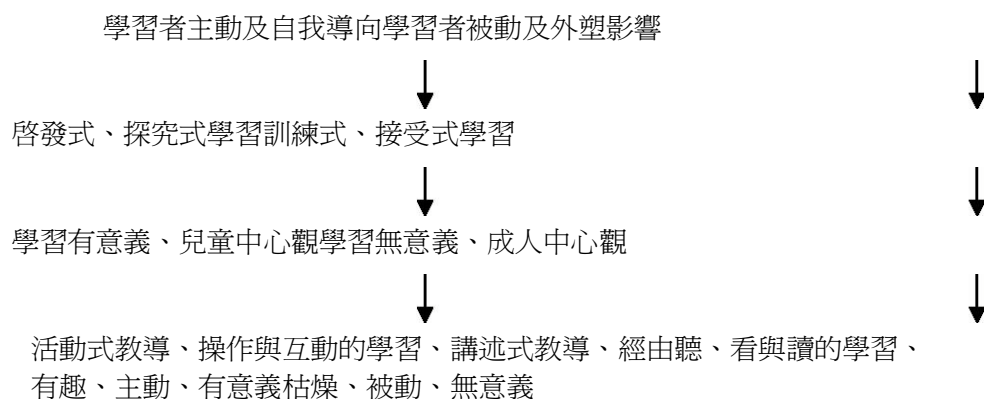 學習者主動及自我導向學習者被動及外塑影響
啓發式、探究式學習訓練式、接受式學習
學習有意義、兒童中心觀學習無意義、成人中心觀
活動式教導、操作與互動的學習、講述式教導、經由聽、看與讀的學習、
有趣、主動、有意義枯燥、被動、無意義